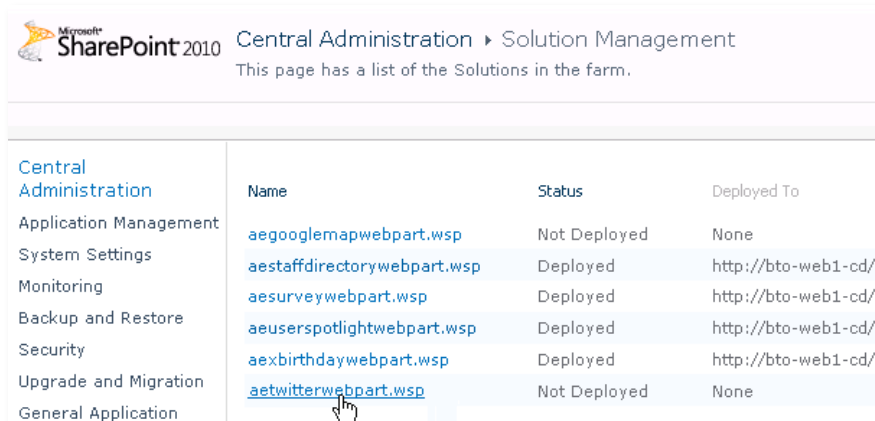 Microsoft®
SharePoint 2010
Central Administration ▸ Solution Management
This page has a list of the Solutions in the farm.
Central
Administration
Application Management
System Settings
Monitoring
Backup and Restore
Security
Upgrade and Migration
General Application
Name Status Deployed To
aegooglemapwebpart.wsp Not Deployed None
aestaffdirectorywebpart.wsp Deployed http://bto-web1-cd/
aesurveywebpart.wsp Deployed http://bto-web1-cd/
aeuserspotlightwebpart.wsp Deployed http://bto-web1-cd/
aexbirthdaywebpart.wsp Deployed http://bto-web1-cd/
aetwitterwebpart.wsp Not Deployed None